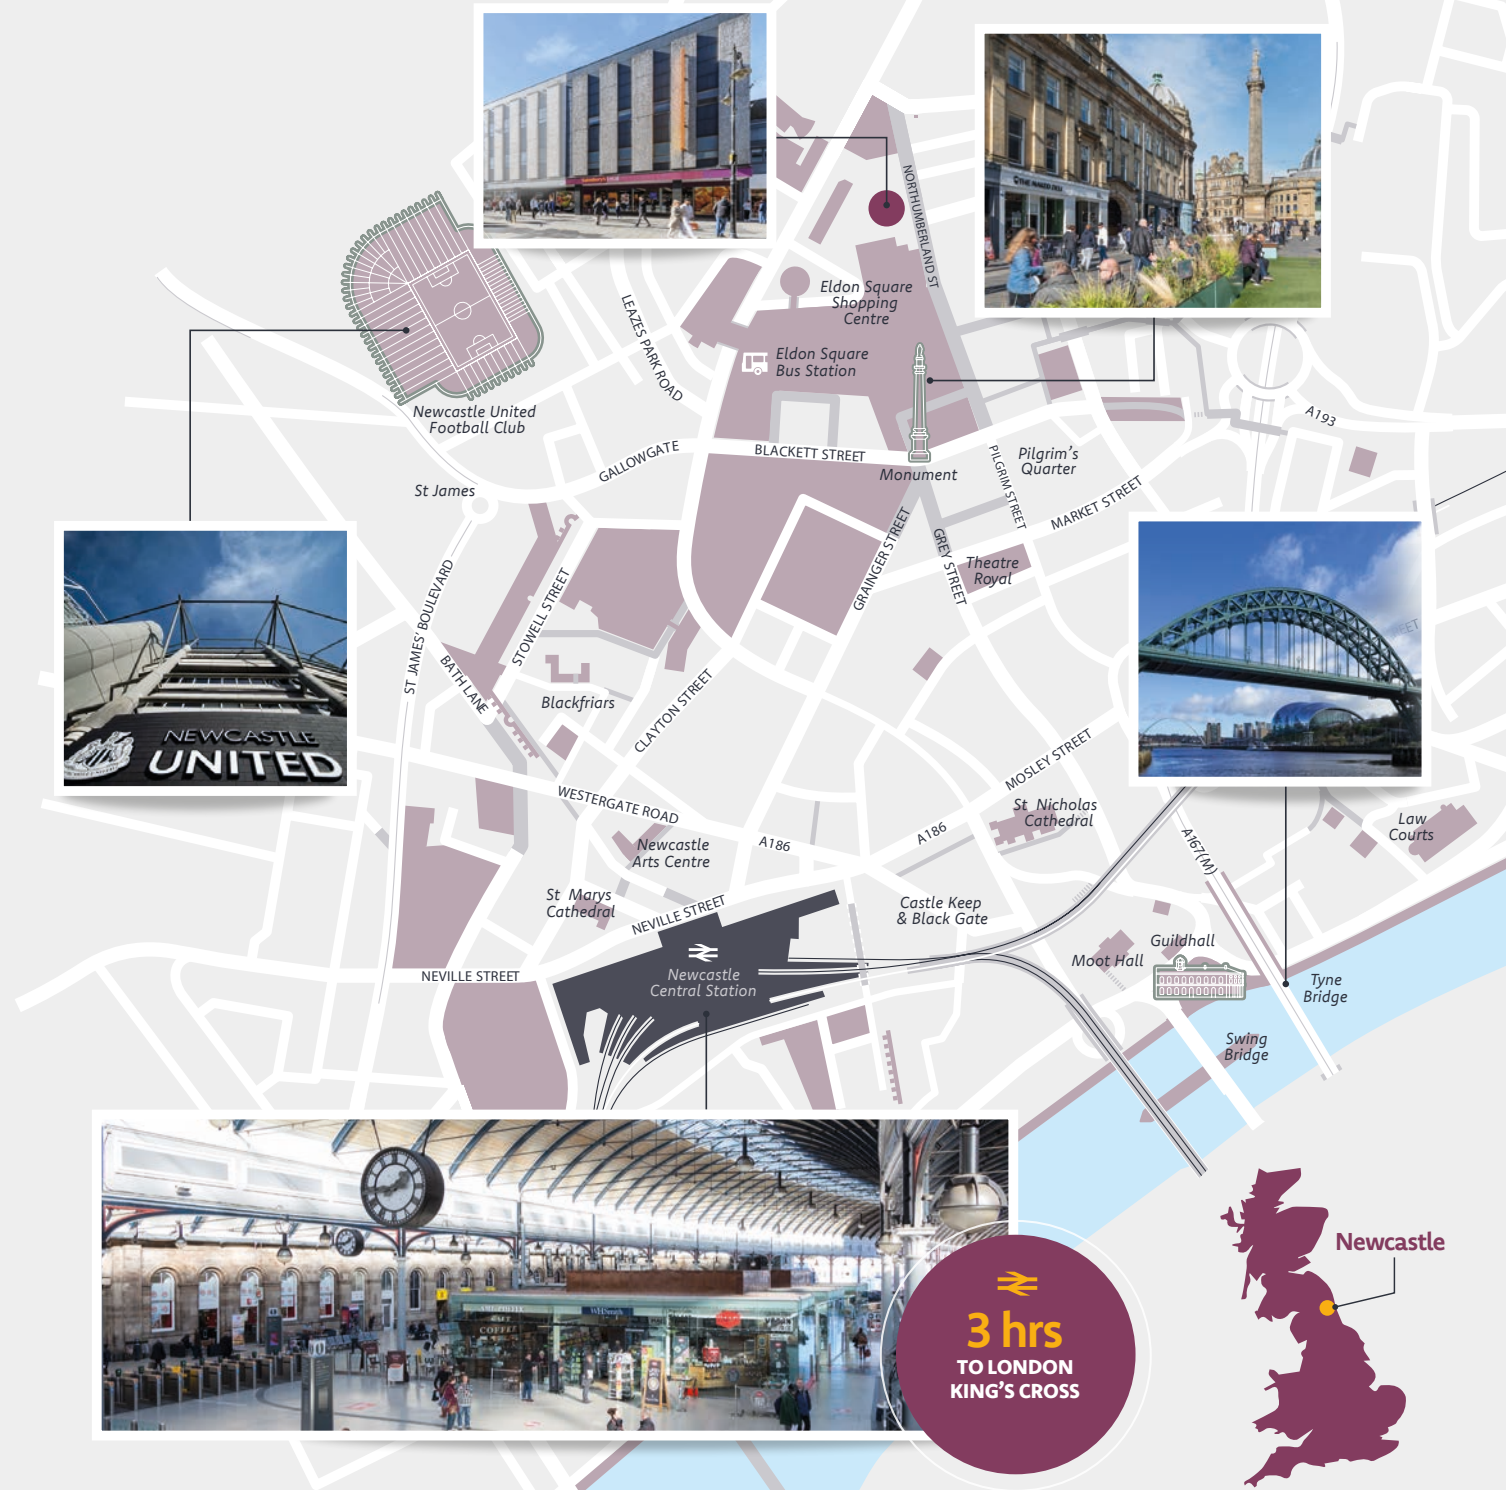 NORTHUMBERLAND ST
Eldon Square
Shopping
Centre
LEAZES PARK ROAD
Eldon Square
Bus Station
Newcastle United
Football Club
A193
GALLOWGATE
BLACKETT STREET
Monument
PILGRIM STREET
Pilgrim's
Quarter
MARKET STREET
St James
GRAINGER STREET
GREY STREET
Theatre
Royal
ST JAMES' BOULEVARD
STOWELL STREET
BATH LANE
Blackfriars
CLAYTON STREET
NEWCASTLE
UNITED
MOSLEY STREET
WESTERGATE ROAD
A186
A186
St Nicholas
Cathedral
A167(M)
Law
Courts
Newcastle
Arts Centre
St Marys
Cathedral
NEVILLE STREET
Castle Keep
& Black Gate
Guildhall
Moot Hall
NEVILLE STREET
Newcastle
Central Station
Tyne
Bridge
Swing
Bridge
WHSmith
COFFEE
Newcastle
3 hrs
TO LONDON
KING'S CROSS